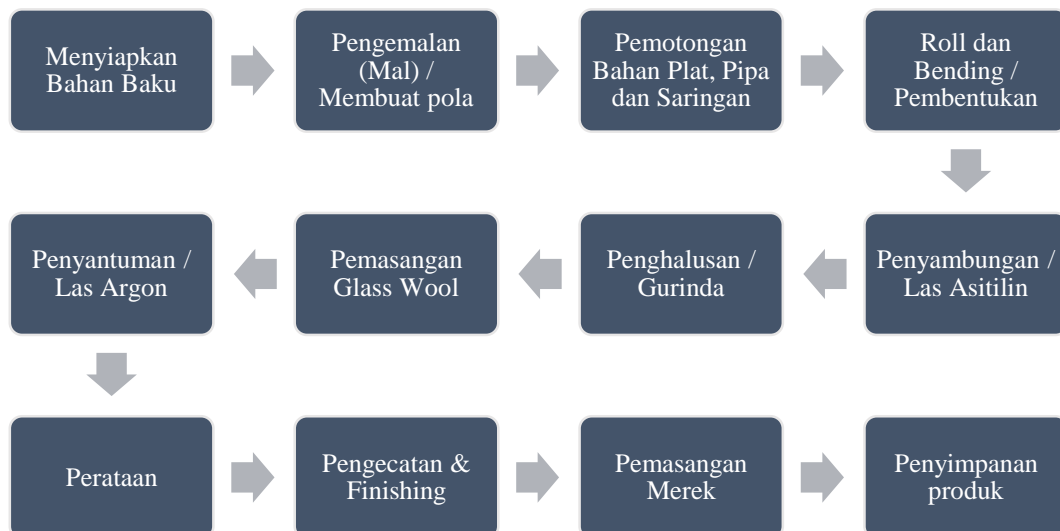 Menyiapkan
Bahan Baku
Pengemalan
(Mal) /
Membuat pola
Pemotongan
Bahan Plat, Pipa
dan Saringan
Roll dan
Bending /
Pembentukan
Penyambungan /
Las Asitilin
Penghalusan /
Gurinda
Pemasangan
Glass Wool
Penyantuman /
Las Argon
Perataan
Pengecatan &
Finishing
Pemasangan
Merek
Penyimpanan
produk